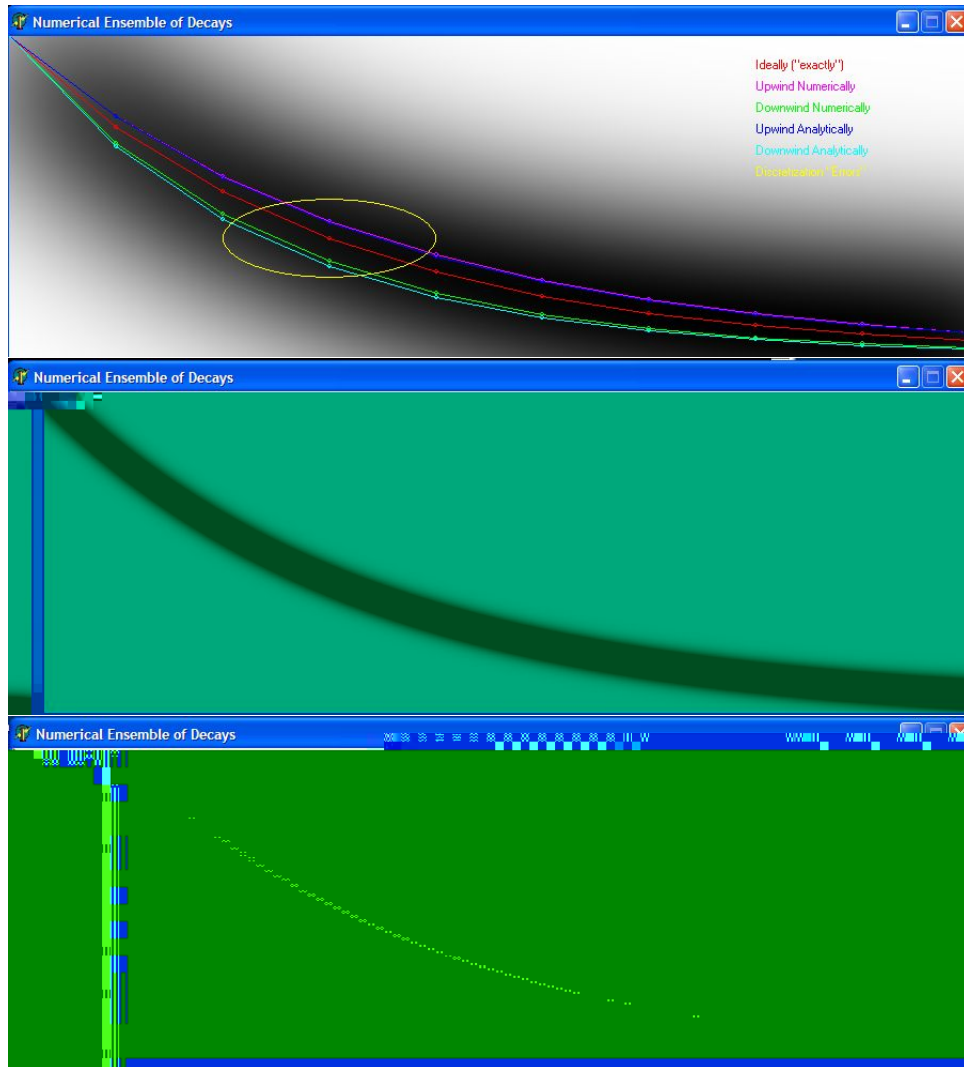 Numerical Ensemble of Decays
Ideally ("exactly")
Upwind Numerically
Downwind Numerically
Upwind Analytically
Downwind Analytically
Discretization "Errors"
Numerical Ensemble of Decays
Numerical Ensemble of Decays